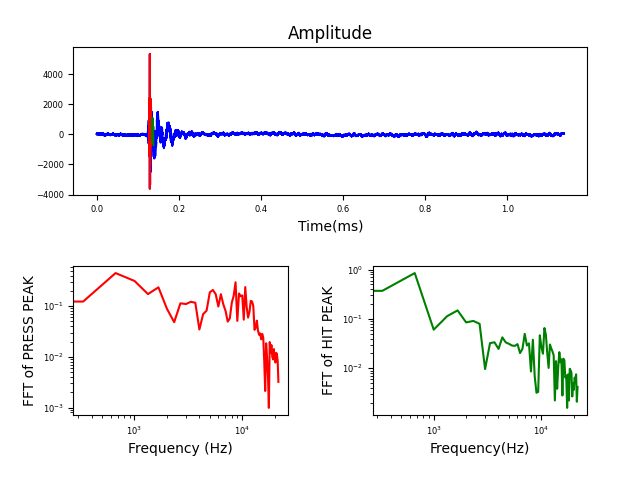 Amplitude
4000
2000
0
−2000
−4000
0.0 0.2 0.4 0.6 0.8 1.0
Time(ms)
FFT of PRESS PEAK
10⁻¹
10⁻²
10⁻³
10³ 10⁴
Frequency (Hz)
FFT of HIT PEAK
10⁰
10⁻¹
10⁻²
10³ 10⁴
Frequency(Hz)